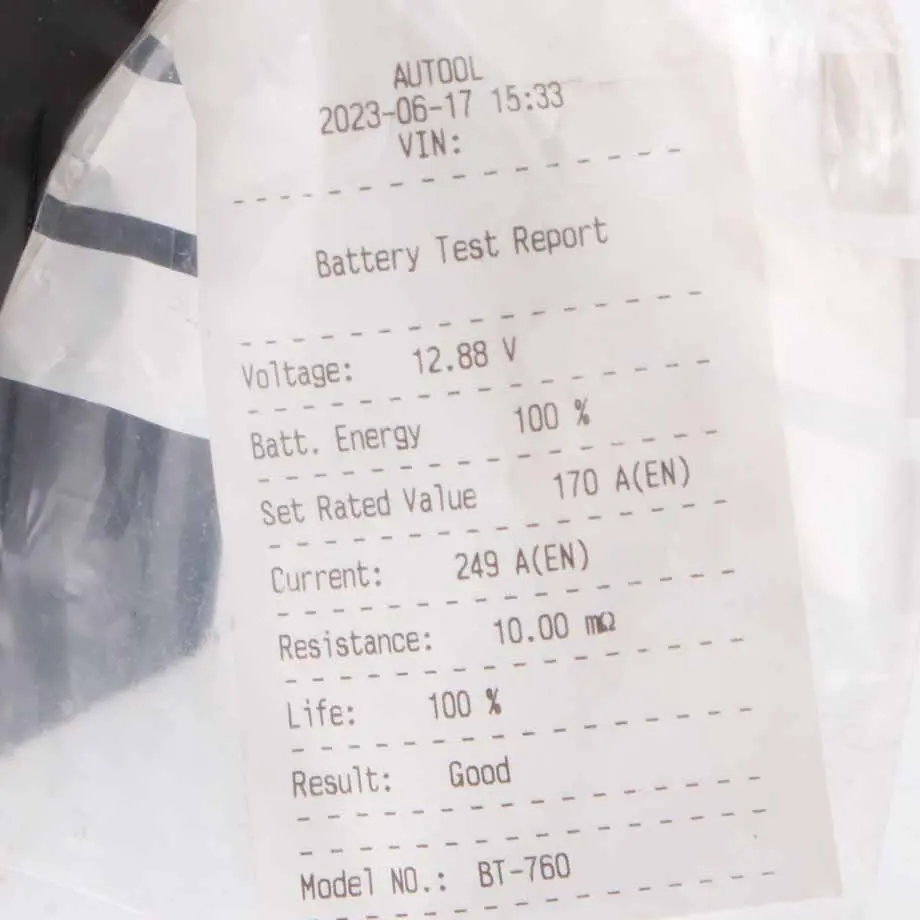 AUTOOL
2023-06-17 15:33
VIN:
Battery Test Report
Voltage: 12.88 V
Batt. Energy 100 %
Set Rated Value 170 A(EN)
Current: 249 A(EN)
Resistance: 10.00 mΩ
Life: 100 %
Result: Good
Model NO.: BT-760